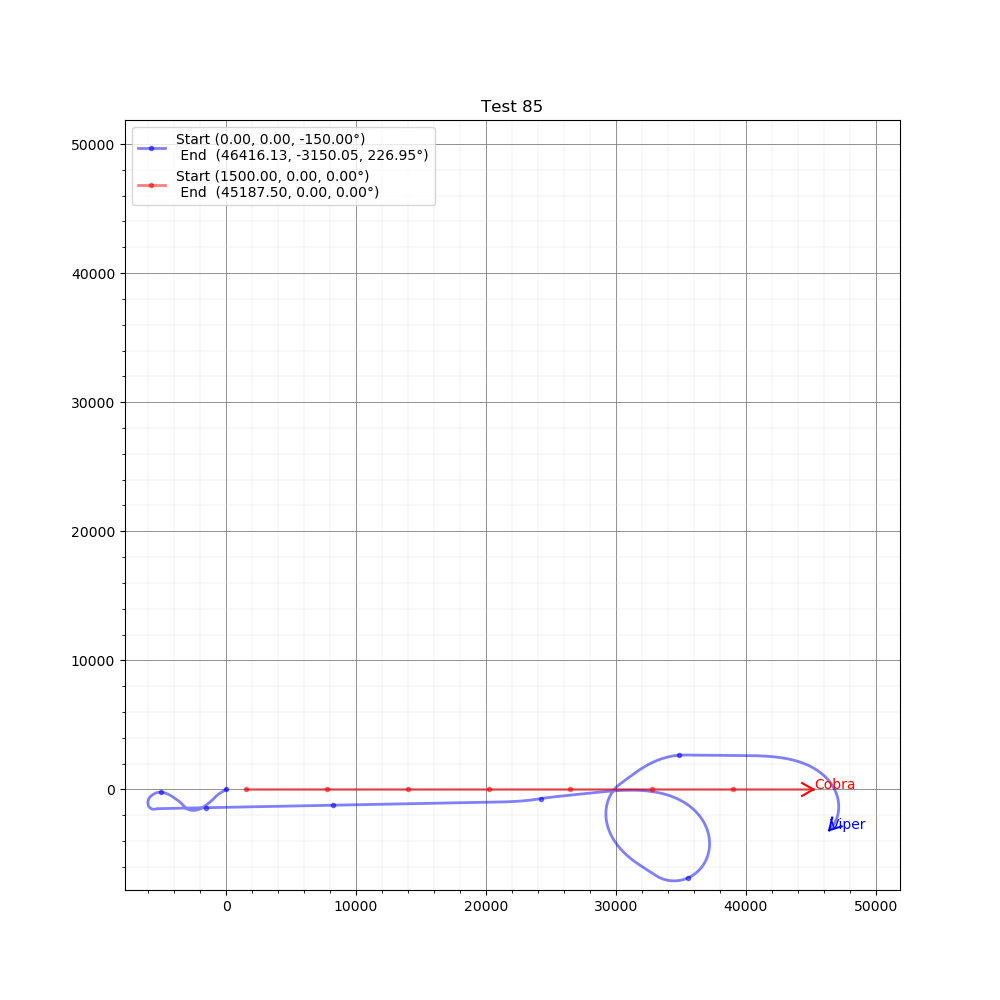 Test 85
Start (0.00, 0.00, -150.00°)
End (46416.13, -3150.05, 226.95°)
Start (1500.00, 0.00, 0.00°)
End (45187.50, 0.00, 0.00°)
50000
40000
30000
20000
10000
0
Cobra
Viper
0 10000 20000 30000 40000 50000